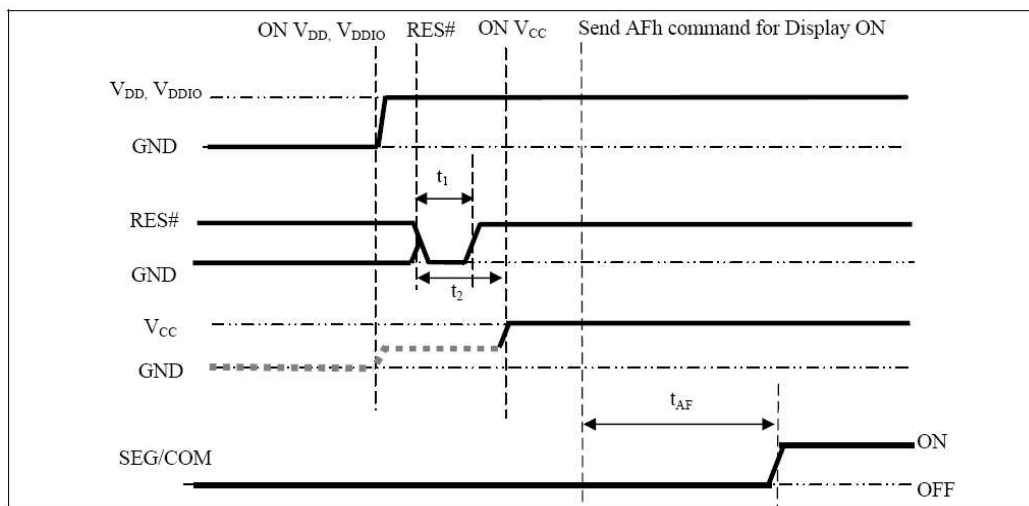 ON VDD, VDDIO RES# ON VCC Send AFh command for Display ON
VDD, VDDIO
GND
t1
RES#
GND
t2
VCC
GND
tAF
ON
SEG/COM
OFF